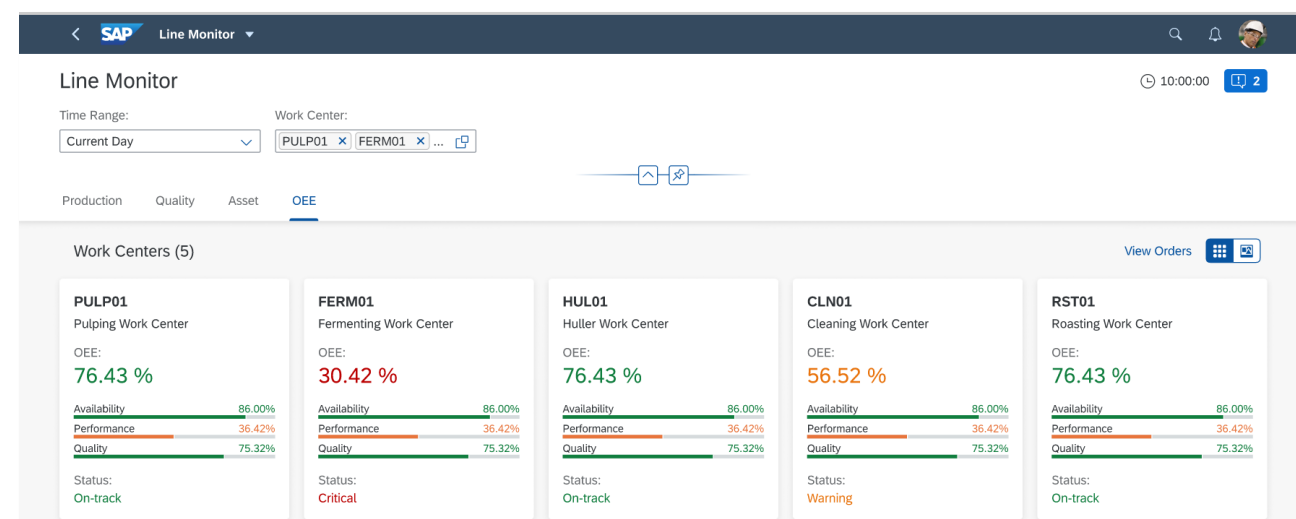 SAP Line Monitor
Line Monitor
10:00:00 2
Time Range: Work Center:
Current Day PULP01 FERM01 ...
Production Quality Asset OEE
Work Centers (5) View Orders
PULP01
Pulping Work Center
OEE:
76.43 %
Availability 86.00%
Performance 36.42%
Quality 75.32%
Status:
On-track
FERM01
Fermenting Work Center
OEE:
30.42 %
Availability 86.00%
Performance 36.42%
Quality 75.32%
Status:
Critical
HUL01
Huller Work Center
OEE:
76.43 %
Availability 86.00%
Performance 36.42%
Quality 75.32%
Status:
On-track
CLN01
Cleaning Work Center
OEE:
56.52 %
Availability 86.00%
Performance 36.42%
Quality 75.32%
Status:
Warning
RST01
Roasting Work Center
OEE:
76.43 %
Availability 86.00%
Performance 36.42%
Quality 75.32%
Status:
On-track